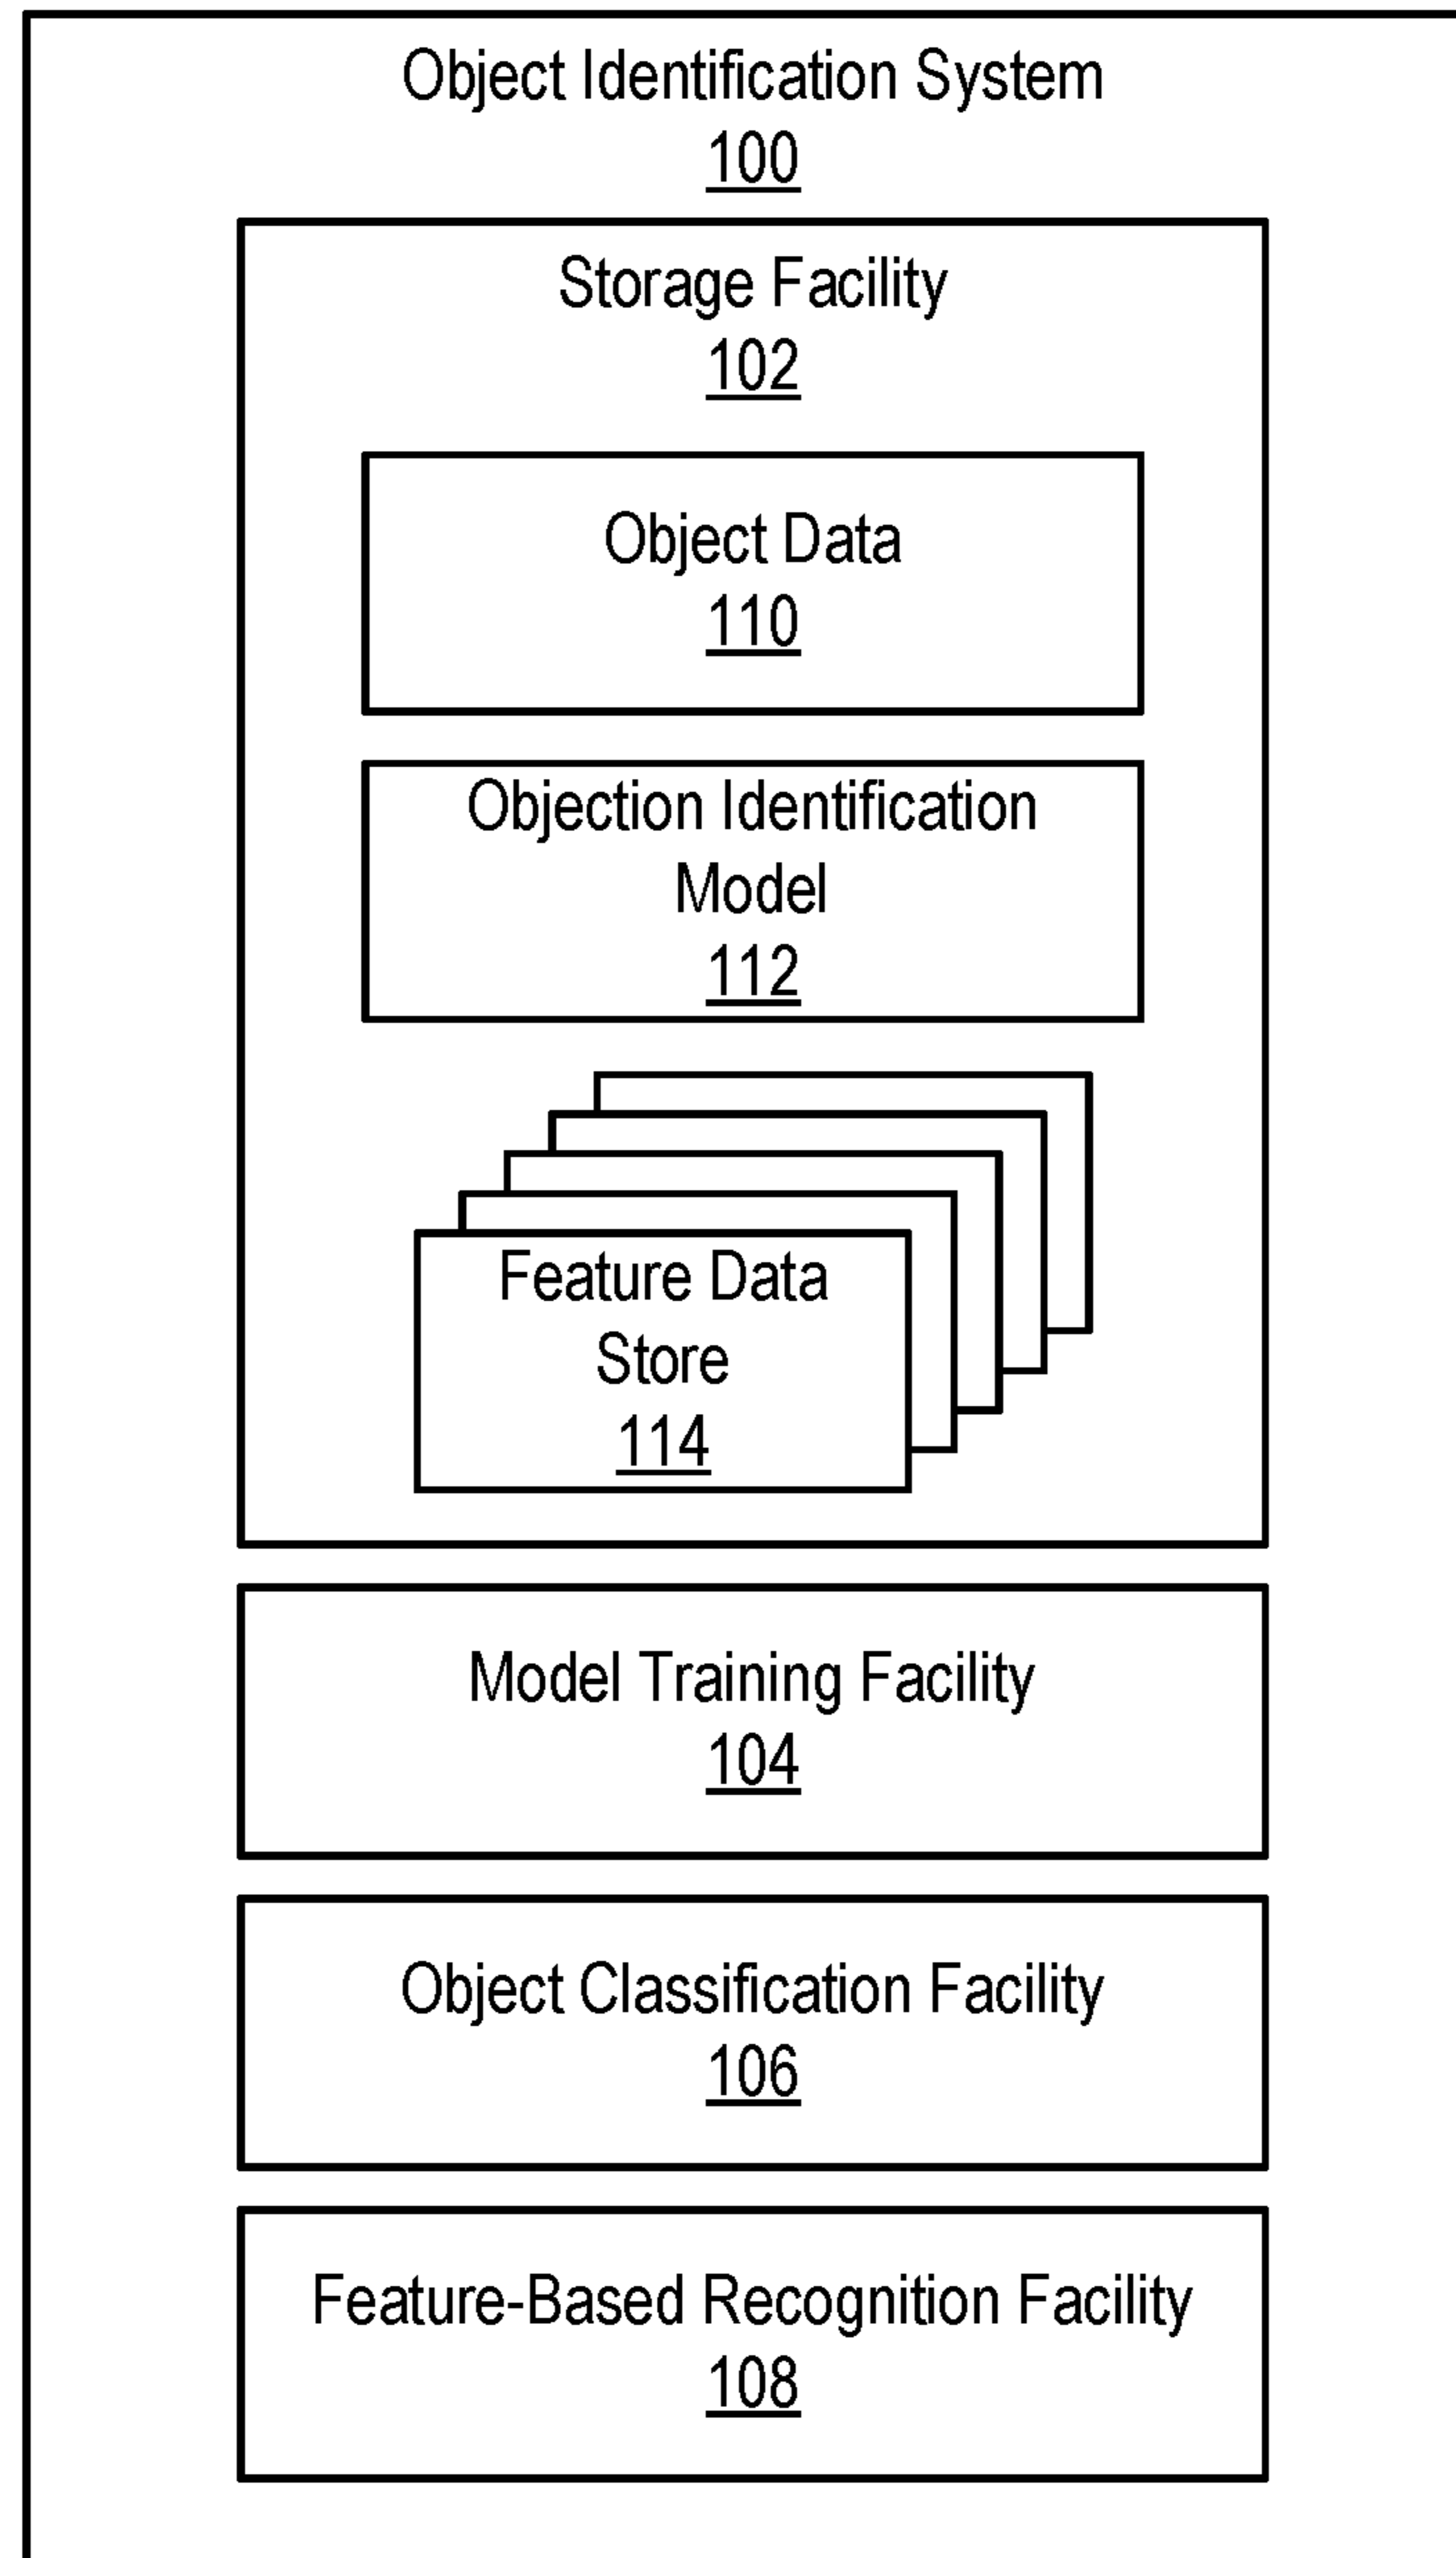 Object Identification System
100
Storage Facility
102
Object Data
110
Objection Identification
Model
112
Feature Data
Store
114
Model Training Facility
104
Object Classification Facility
106
Feature-Based Recognition Facility
108